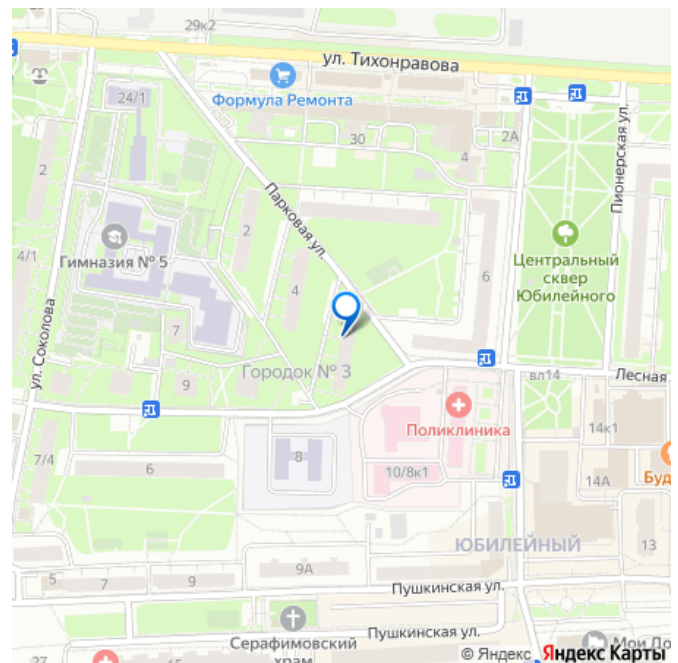 29к2
ул. Тихонравова
Формула Ремонта
24/1
30
2А
4
2
Пионерская ул.
Парковая ул.
2
Гимназия № 5
Центральный
сквер
Юбилейного
4/1
4
6
ул. Соколова
7
Городок № 3
9
вл14
Лесная
Поликлиника
14к1
7/4
6
8
10/8к1
14А
Буд
ЮБИЛЕЙНЫЙ
13
9А
5
7
9
Пушкинская ул.
Серафимовский
храм
Пушкинская ул.
Мои До
27
15
© Яндекс Яндекс Карты